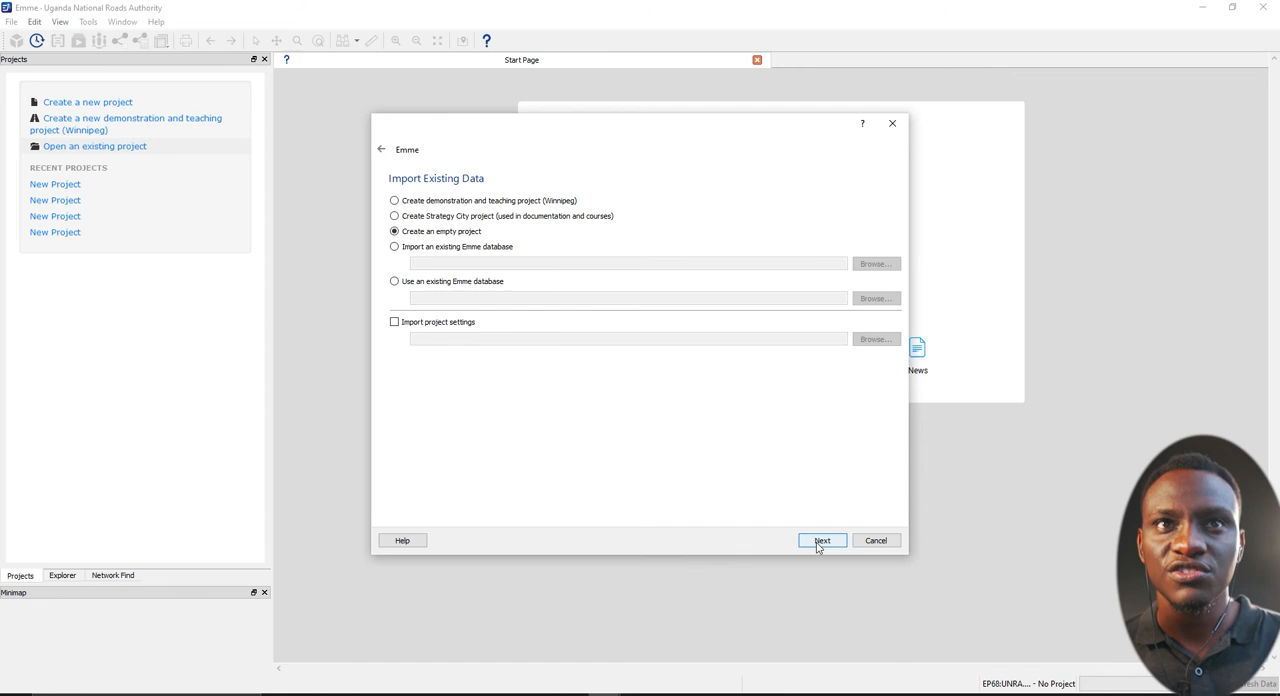 Emme - Uganda National Roads Authority
File Edit View Tools Window Help
Projects
Start Page
Create a new project
Create a new demonstration and teaching
project (Winnipeg)
Open an existing project
RECENT PROJECTS
New Project
New Project
New Project
New Project
Emme
Import Existing Data
Create demonstration and teaching project (Winnipeg)
Create Strategy City project (used in documentation and courses)
Create an empty project
Import an existing Emme database
Browse...
Use an existing Emme database
Browse...
Import project settings
Browse...
News
Help
Next
Cancel
Projects Explorer Network Find
Minimap
EP68:UNRA.... - No Project
Data